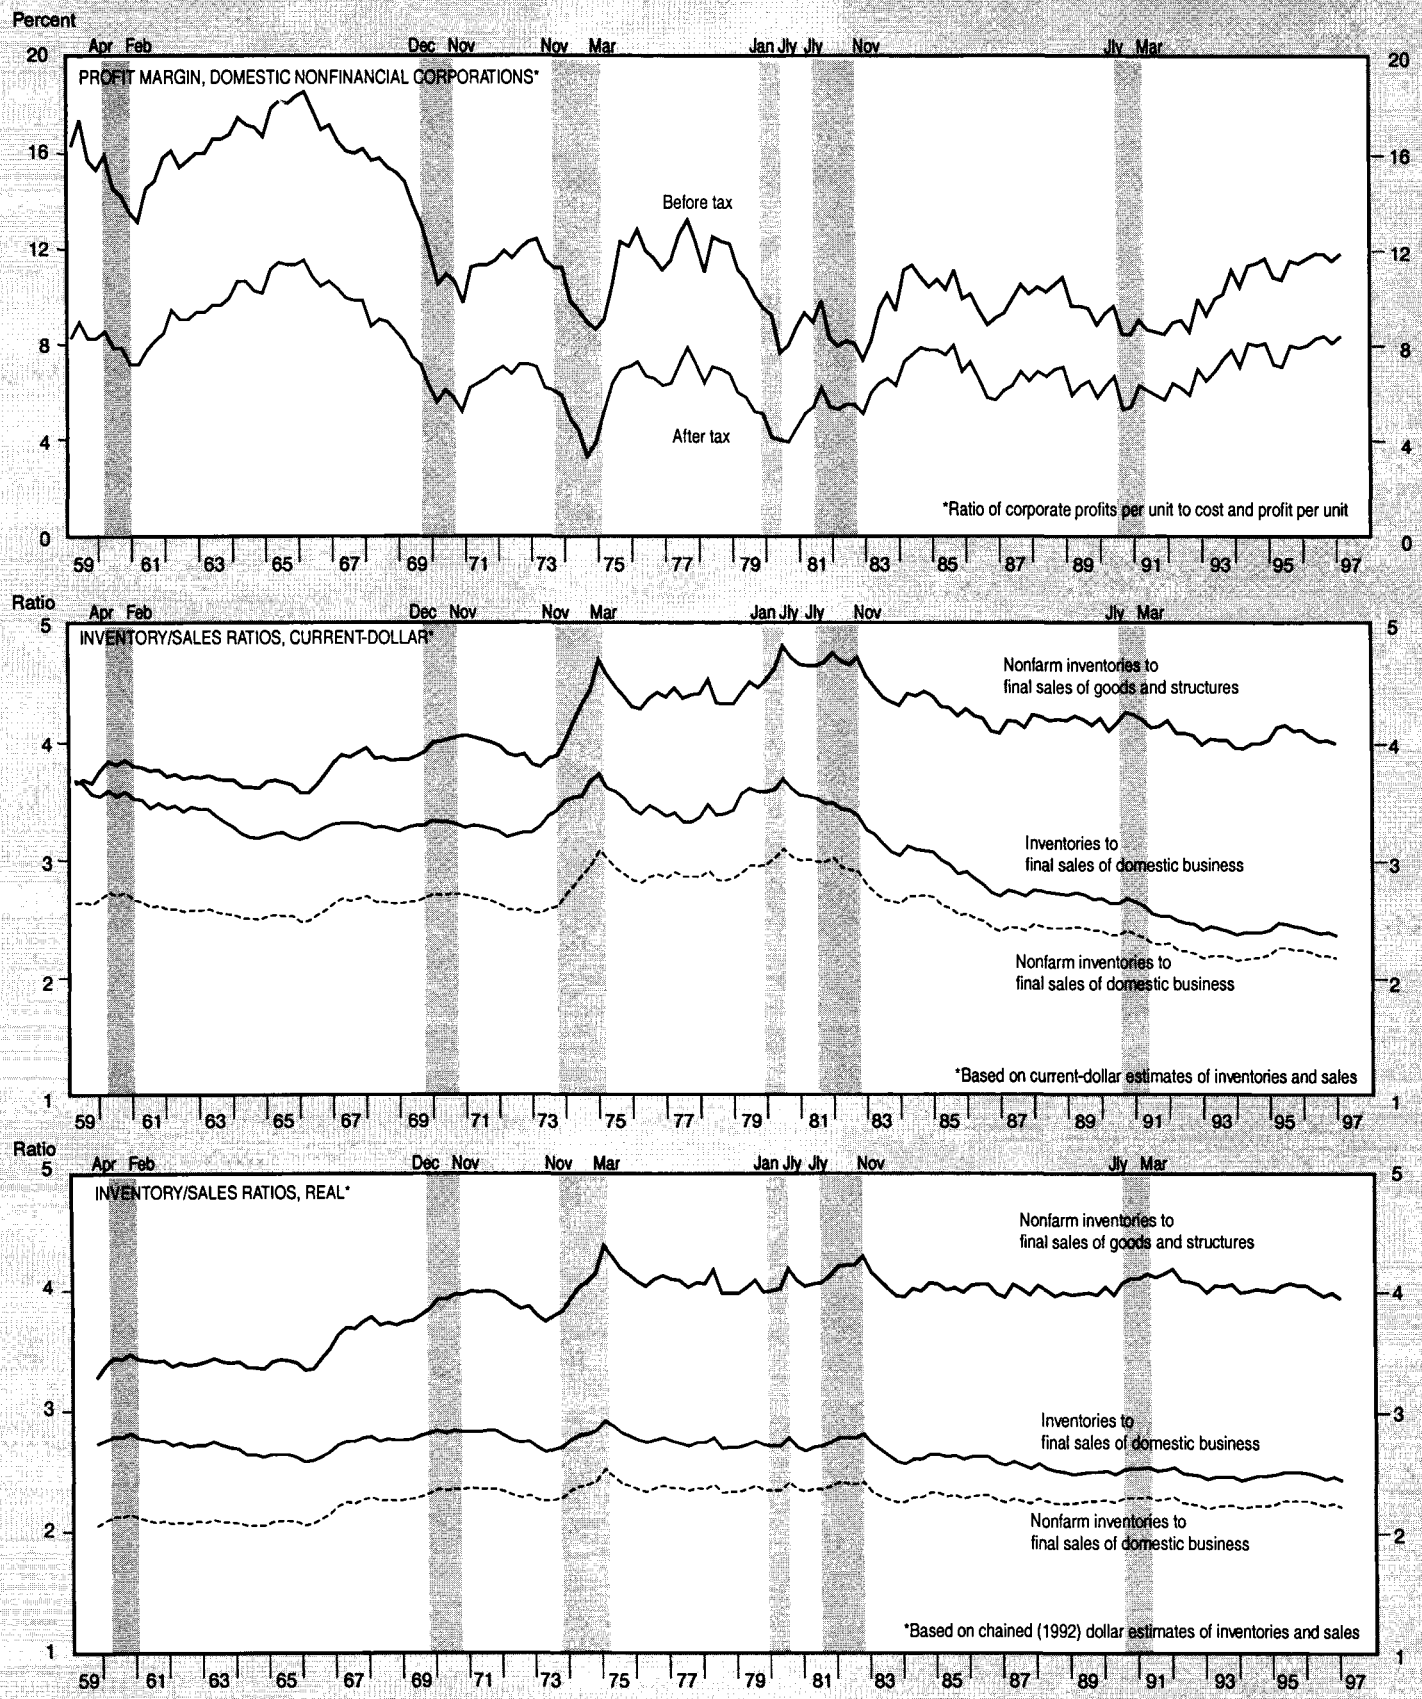 Percent
Apr Feb Dec Nov Nov Mar Jan Jly Jly Nov Jly Mar
20 20
PROFIT MARGIN, DOMESTIC NONFINANCIAL CORPORATIONS*
16 16
Before tax
12 12
8 8
After tax
4 4
*Ratio of corporate profits per unit to cost and profit per unit
0 0
59 61 63 65 67 69 71 73 75 77 79 81 83 85 87 89 91 93 95 97
Ratio
Apr Feb Dec Nov Nov Mar Jan Jly Jly Nov Jly Mar
5 5
INVENTORY/SALES RATIOS, CURRENT-DOLLAR*
Nonfarm inventories to
final sales of goods and structures
4 4
Inventories to
final sales of domestic business
3 3
Nonfarm inventories to
final sales of domestic business
2 2
*Based on current-dollar estimates of inventories and sales
1 1
59 61 63 65 67 69 71 73 75 77 79 81 83 85 87 89 91 93 95 97
Ratio
Apr Feb Dec Nov Nov Mar Jan Jly Jly Nov Jly Mar
5 5
INVENTORY/SALES RATIOS, REAL*
Nonfarm inventories to
final sales of goods and structures
4 4
Inventories to
final sales of domestic business
3 3
Nonfarm inventories to
final sales of domestic business
2 2
*Based on chained (1992) dollar estimates of inventories and sales
1 1
59 61 63 65 67 69 71 73 75 77 79 81 83 85 87 89 91 93 95 97